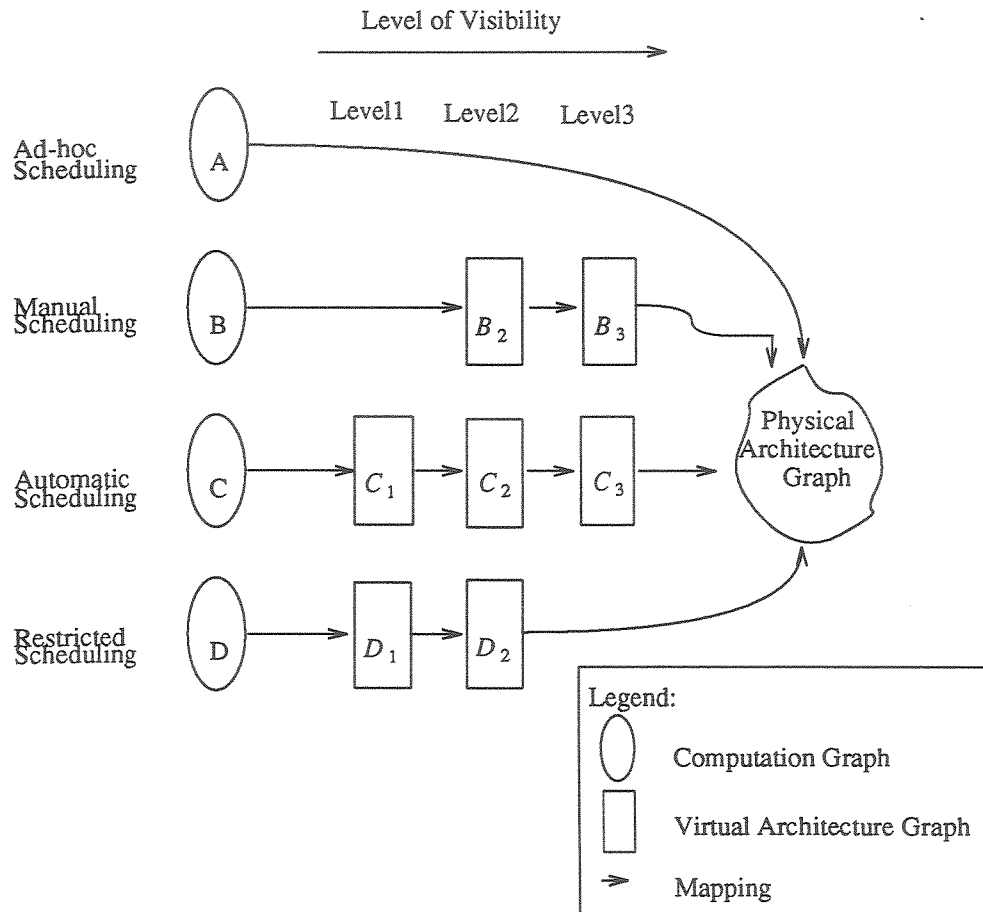 Level of Visibility
Level1 Level2 Level3
Ad-hoc
Scheduling
A
Manual
Scheduling
B
B2
B3
Physical
Architecture
Graph
Automatic
Scheduling
C
C1
C2
C3
Restricted
Scheduling
D
D1
D2
Legend:
Computation Graph
Virtual Architecture Graph
Mapping